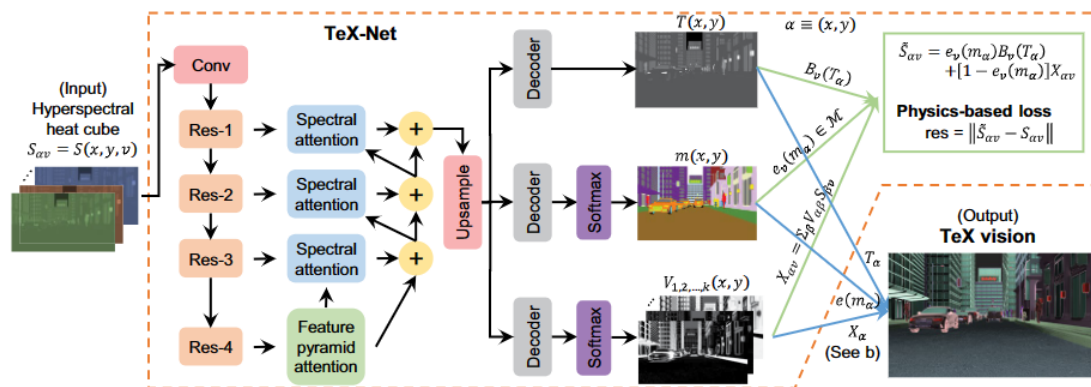 TeX-Net
(Input)
Hyperspectral
heat cube
S_{αν} = S(x, y, ν)
Conv
Res-1
Res-2
Res-3
Res-4
Spectral
attention
Spectral
attention
Spectral
attention
Feature
pyramid
attention
+
+
+
Upsample
Decoder
Decoder
Softmax
Decoder
Softmax
T(x, y)
m(x, y)
V_{1,2,...,k}(x, y)
α ≡ (x, y)
B_ν(T_α)
e_ν(m_α) ∈ ℳ
X_{αν} = Σ_β V_{αβ} S_{βν}
T_α
e(m_α)
X_α
(See b)
S̃_{αν} = e_ν(m_α)B_ν(T_α)
+[1 − e_ν(m_α)]X_{αν}
Physics-based loss
res = ‖S̃_{αν} − S_{αν}‖
(Output)
TeX vision